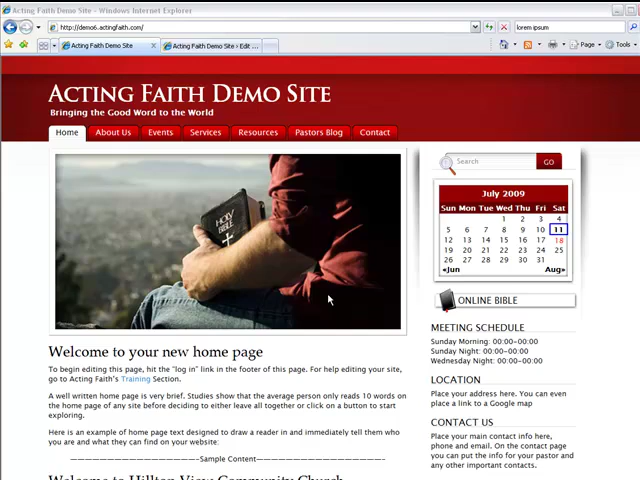 Acting Faith Demo Site - Windows Internet Explorer
http://demo6.actingfaith.com/
lorem ipsum
Acting Faith Demo Site
Acting Faith Demo Site › Edit ...
Page
Tools
ACTING FAITH DEMO SITE
Bringing the Good Word to the World
Home About Us Events Services Resources Pastors Blog Contact
HOLY BIBLE
Search GO
July 2009
Sun Mon Tue Wed Thu Fri Sat
1 2 3 4
5 6 7 8 9 10 11
12 13 14 15 16 17 18
19 20 21 22 23 24 25
26 27 28 29 30 31
«Jun Aug»
ONLINE BIBLE
MEETING SCHEDULE
Sunday Morning: 00:00-00:00
Sunday Night: 00:00-00:00
Wednesday Night: 00:00-00:00
LOCATION
Place your address here. You can even
place a link to a Google map
CONTACT US
Place your main contact info here,
phone and email. On the contact page
you can put the info for your pastor and
any other important contacts.
Welcome to your new home page
To begin editing this page, hit the "log in" link in the footer of this page. For help editing your site,
go to Acting Faith's Training Section.
A well written home page is very brief. Studies show that the average person only reads 10 words on
the home page of any site before deciding to either leave all together or click on a button to start
exploring.
Here is an example of home page text designed to draw a reader in and immediately tell them who
you are and what they can find on your website:
————————————————-Sample Content————————————————-
Welcome to Hilltop View Community Church